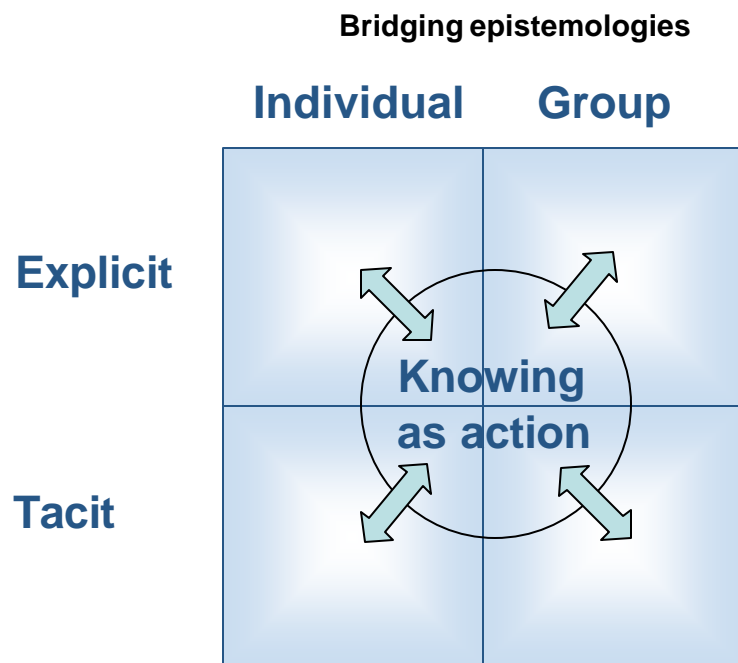 Bridging epistemologies
Individual Group
Explicit
Knowing
as action
Tacit